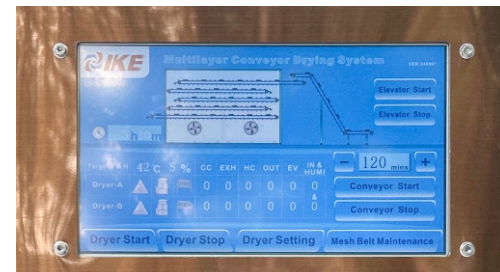 IKE
Multilayer Conveyor Drying System
Elevator Start
Elevator Stop
h 0m
Target 42 ℃ 5 % CC EXH HC OUT EV IN & HUMI
120 mins
Dryer-A 0 0 0 0 0 0
&
Dryer-B 0 0 0 0 0 0
Conveyor Start
Conveyor Stop
Dryer Start
Dryer Stop
Dryer Setting
Mesh Belt Maintenance